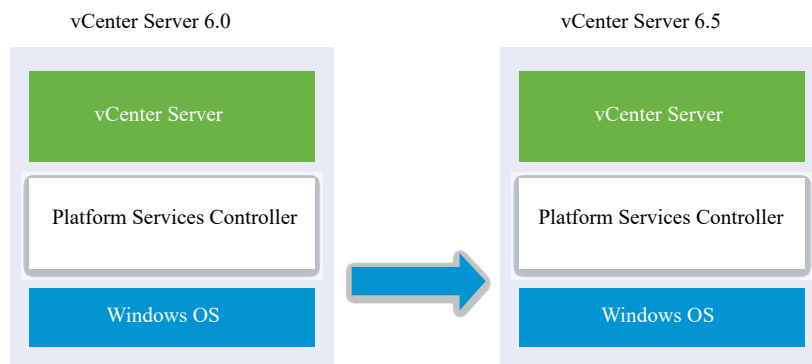 vCenter Server 6.0
vCenter Server 6.5
vCenter Server
vCenter Server
Platform Services Controller
Platform Services Controller
Windows OS
Windows OS